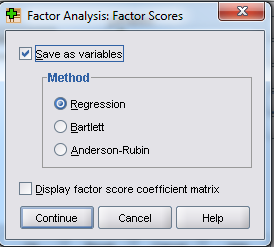 Factor Analysis: Factor Scores
Save as variables
Method
Regression
Bartlett
Anderson-Rubin
Display factor score coefficient matrix
Continue Cancel Help